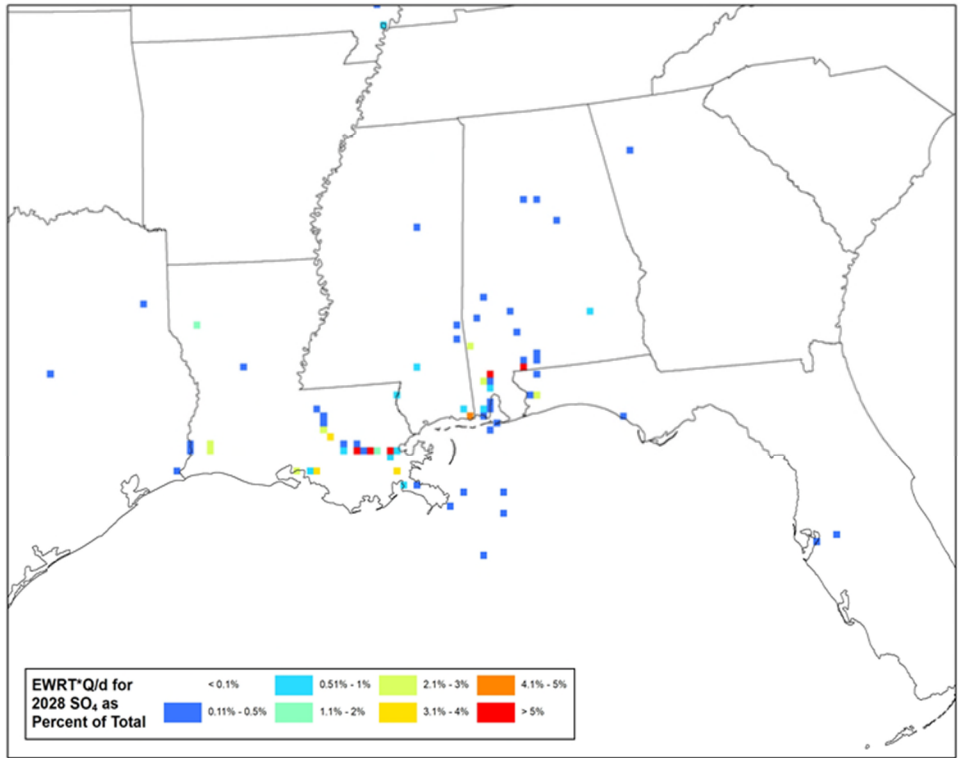 EWRT*Q/d for
2028 SO₄ as
Percent of Total
< 0.1%
0.51% - 1%
2.1% - 3%
4.1% - 5%
0.11% - 0.5%
1.1% - 2%
3.1% - 4%
> 5%